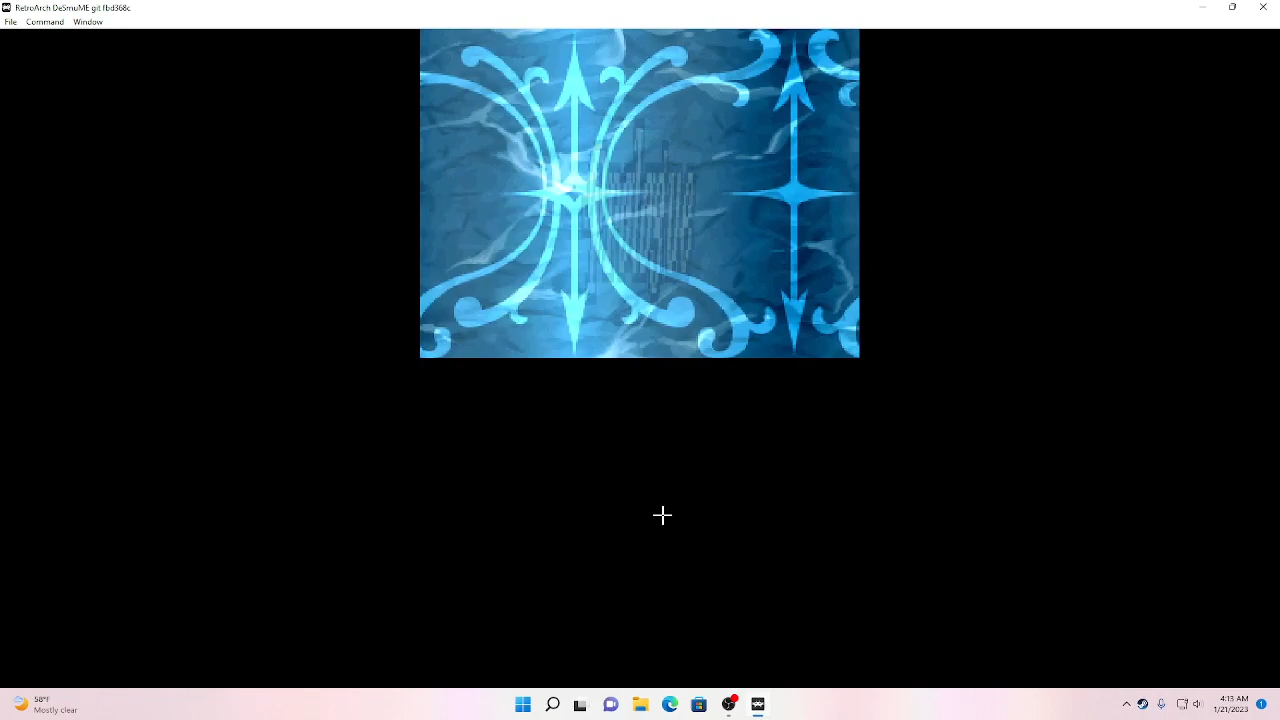 RetroArch DeSmuME git fbd368c
File Command Window
58°F
Mostly clear
4:13 AM
1/21/2023